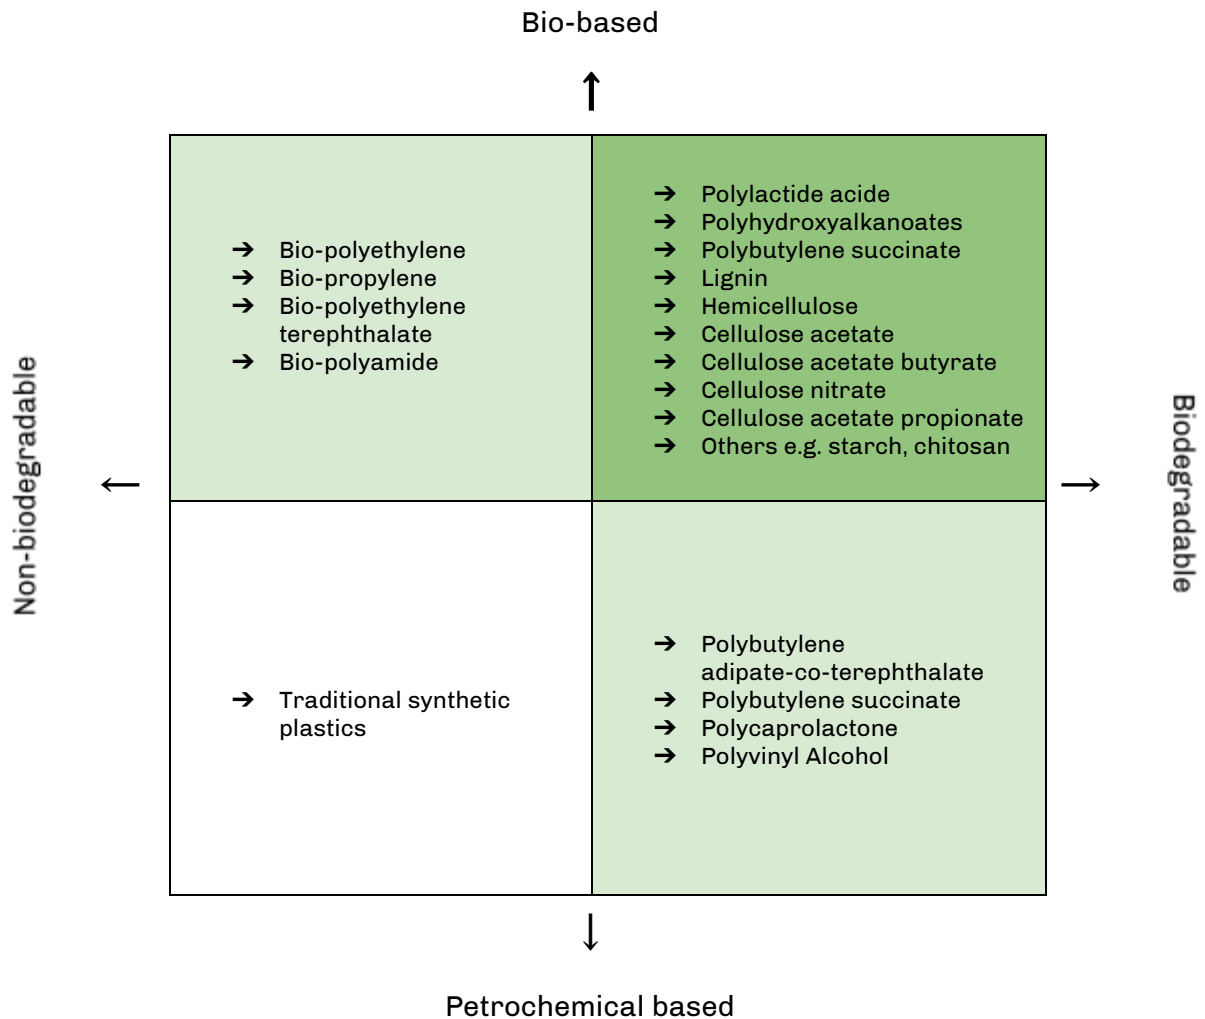 Bio-based
➔ Bio-polyethylene
➔ Bio-propylene
➔ Bio-polyethylene
terephthalate
➔ Bio-polyamide
➔ Polylactide acide
➔ Polyhydroxyalkanoates
➔ Polybutylene succinate
➔ Lignin
➔ Hemicellulose
➔ Cellulose acetate
➔ Cellulose acetate butyrate
➔ Cellulose nitrate
➔ Cellulose acetate propionate
➔ Others e.g. starch, chitosan
Non-biodegradable
Biodegradable
➔ Traditional synthetic
plastics
➔ Polybutylene
adipate-co-terephthalate
➔ Polybutylene succinate
➔ Polycaprolactone
➔ Polyvinyl Alcohol
Petrochemical based